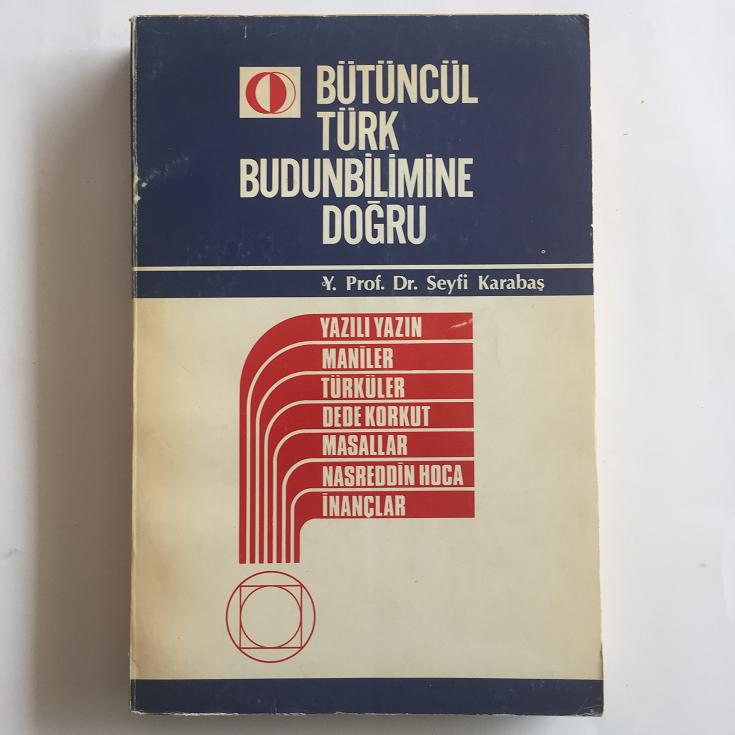 BÜTÜNCÜL
TÜRK
BUDUNBİLİMİNE
DOĞRU
Y. Prof. Dr. Seyfi Karabaş
YAZILI YAZIN
MANİLER
TÜRKÜLER
DEDE KORKUT
MASALLAR
NASREDDİN HOCA
İNANÇLAR